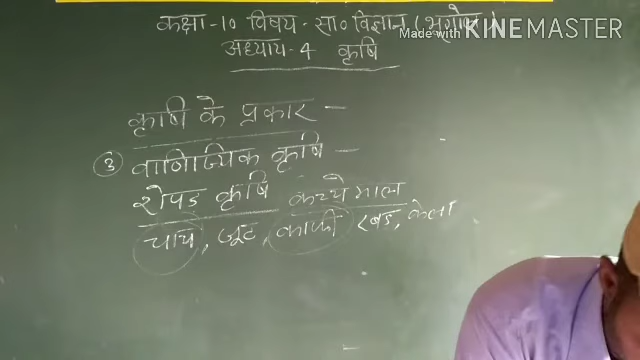 कक्षा-10 विषय- सा० विज्ञान (भूगोल)
Made with KINEMASTER
अध्याय-4 कृषि
कृषि के प्रकार -
③ वाणिज्यिक कृषि -
रोपड़ कृषि कच्चे माल
चाय, जूट, काफी रबड़, केला